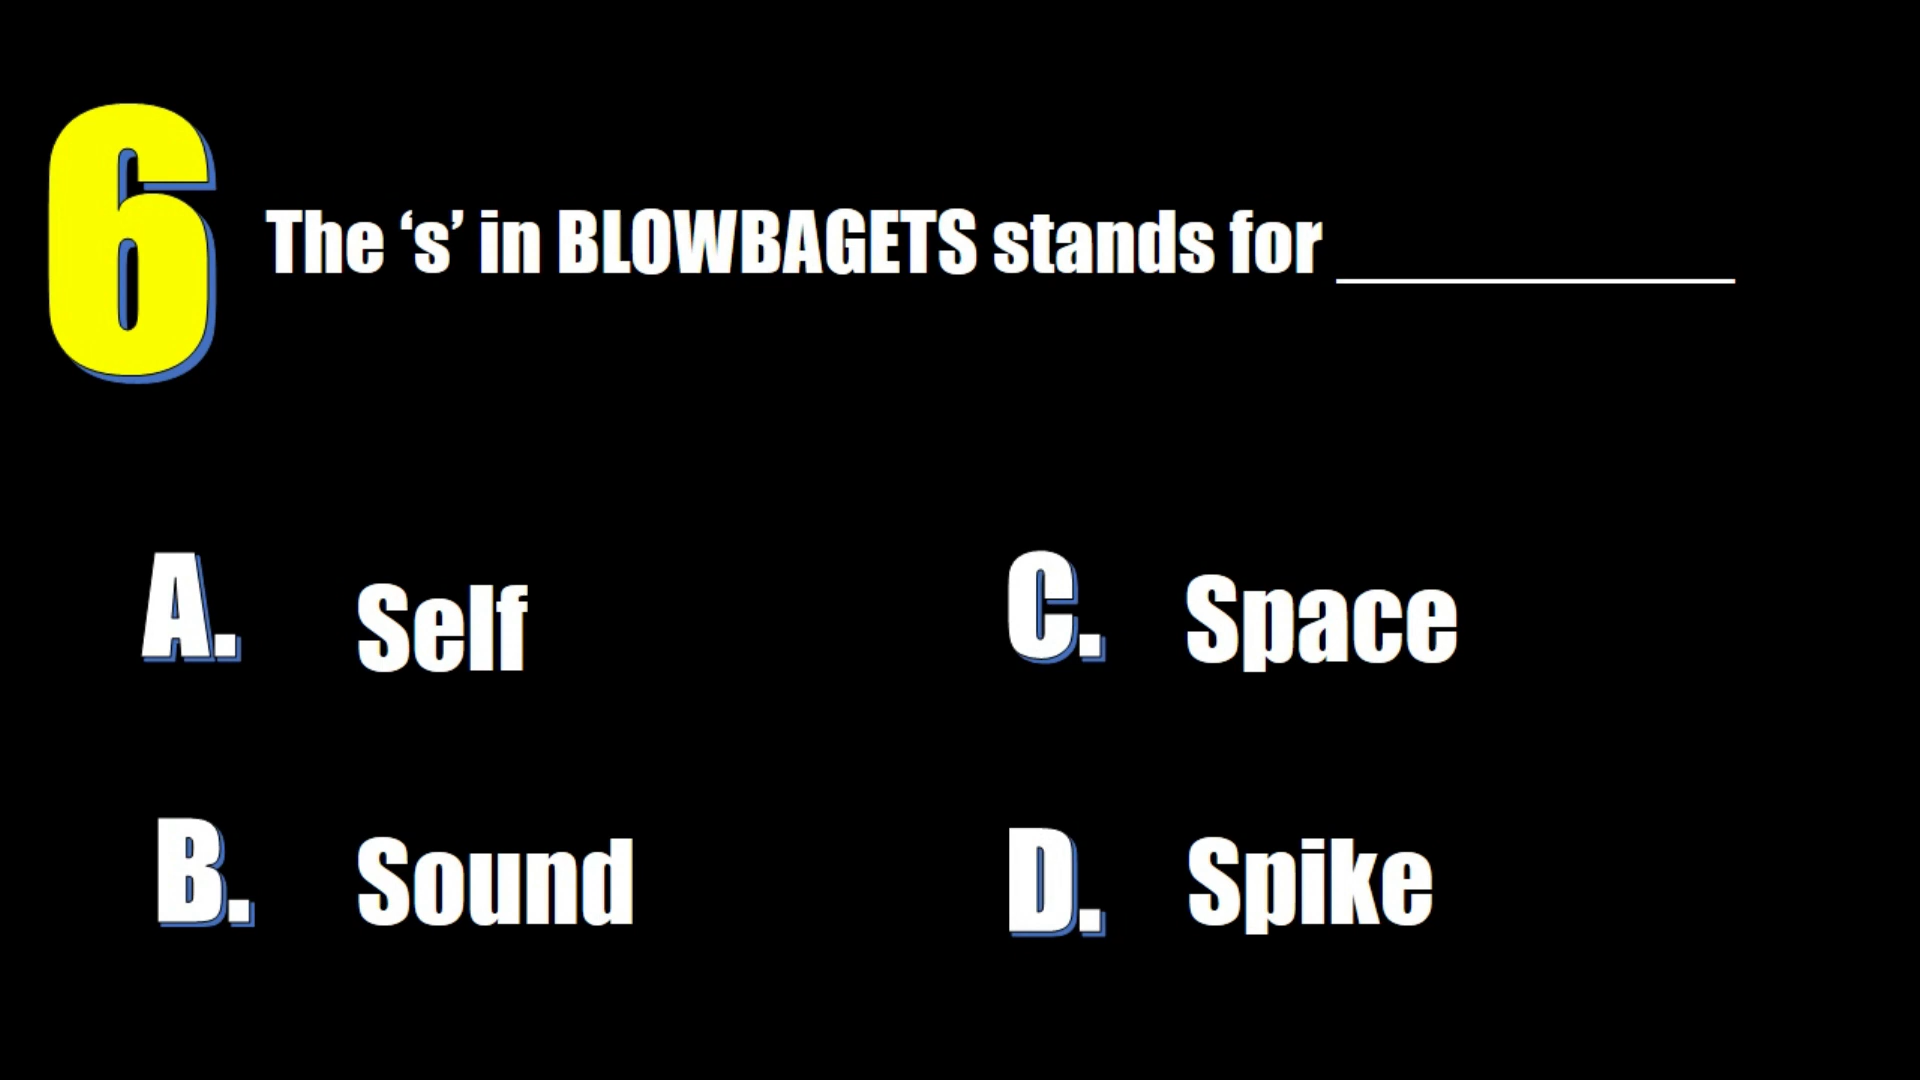 6
The ‘s’ in BLOWBAGETS stands for ___________
A. Self
C. Space
B. Sound
D. Spike